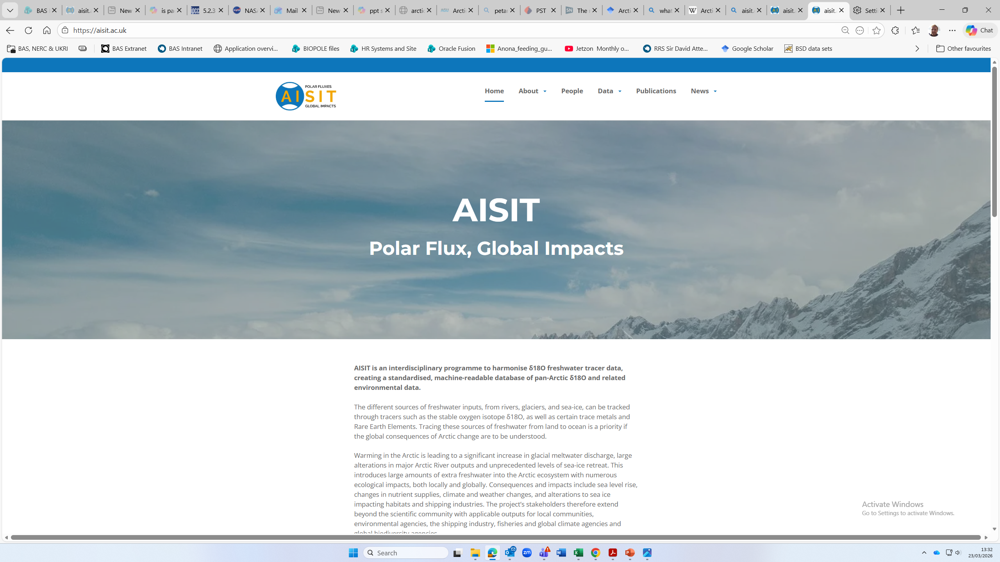 BAS
aisit.
New
is pa
ipcc
5.2.3
NASA
Mail
New
ppt s
arctic
AGU
Arctic
petar
PST
SN
The
Arcti
what
W
Arcti
aisit.
aisit.
aisit.
Setti
https://aisit.ac.uk
Chat
BAS, NERC & UKRI
BAS Extranet
BAS Intranet
Application overvi...
BIOPOLE files
HR Systems and Site
Oracle Fusion
Anona_feeding_gu...
Jetzon Monthly o...
RRS Sir David Atte...
Google Scholar
BSD data sets
Other favourites
POLAR FLUXES
AISIT
GLOBAL IMPACTS
Home
About
People
Data
Publications
News
AISIT
Polar Flux, Global Impacts
AISIT is an interdisciplinary programme to harmonise δ18O freshwater tracer data,
creating a standardised, machine-readable database of pan-Arctic δ18O and related
environmental data.
The different sources of freshwater inputs, from rivers, glaciers, and sea-ice, can be tracked
through tracers such as the stable oxygen isotope δ18O, as well as certain trace metals and
Rare Earth Elements. Tracing these sources of freshwater from land to ocean is a priority if
the global consequences of Arctic change are to be understood.
Warming in the Arctic is leading to a significant increase in glacial meltwater discharge, large
alterations in major Arctic River outputs and unprecedented levels of sea-ice retreat. This
introduces large amounts of extra freshwater into the Arctic ecosystem with numerous
ecological impacts, both locally and globally. Consequences and impacts include sea level rise,
changes in nutrient supplies, climate and weather changes, and alterations to sea ice
impacting habitats and shipping industries. The project's stakeholders therefore extend
beyond the scientific community with applicable outputs for local communities,
environmental agencies, the shipping industry, fisheries and global climate agencies and
global biodiversity agencies.
Activate Windows
Go to Settings to activate Windows.
Search
zm
13:32
23/03/2026